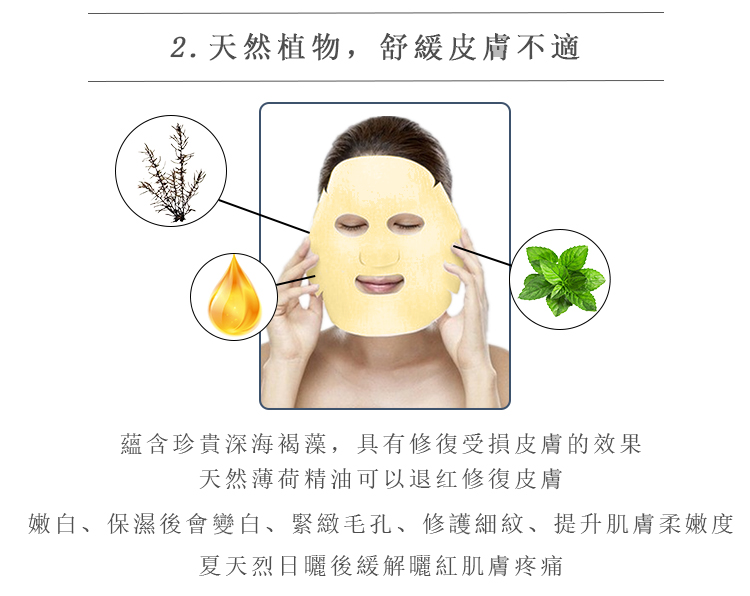 2. 天然植物，舒緩皮膚不適
蘊含珍貴深海褐藻，具有修復受損皮膚的效果
天然薄荷精油可以退红修復皮膚
嫩白、保濕後會變白、緊緻毛孔、修護細紋、提升肌膚柔嫩度
夏天烈日曬後緩解曬紅肌膚疼痛